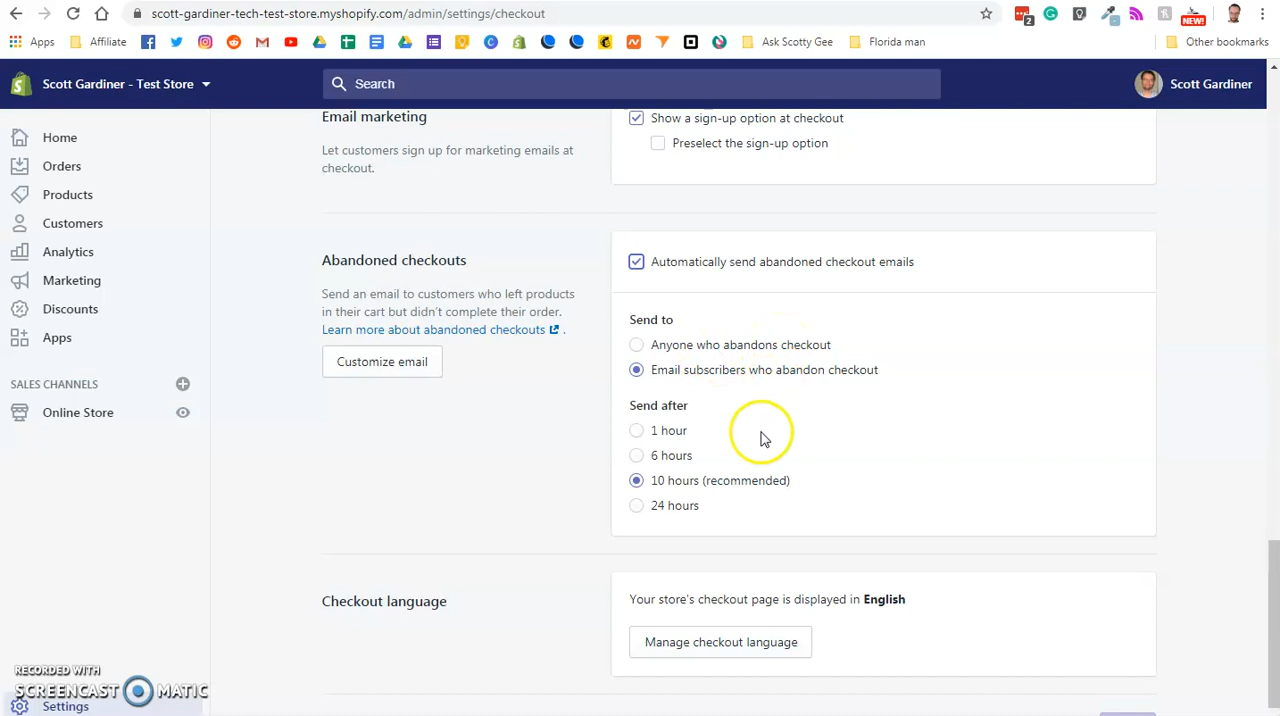 scott-gardiner-tech-test-store.myshopify.com/admin/settings/checkout
2
NEW!
Apps
Affiliate
Ask Scotty Gee
Florida man
Other bookmarks
Scott Gardiner - Test Store
Search
Scott Gardiner
Home
Orders
Products
Customers
Analytics
Marketing
Discounts
Apps
SALES CHANNELS
Online Store
Settings
Email marketing
Let customers sign up for marketing emails at
checkout.
Show a sign-up option at checkout
Preselect the sign-up option
Abandoned checkouts
Send an email to customers who left products
in their cart but didn't complete their order.
Learn more about abandoned checkouts .
Customize email
Automatically send abandoned checkout emails
Send to
Anyone who abandons checkout
Email subscribers who abandon checkout
Send after
1 hour
6 hours
10 hours (recommended)
24 hours
Checkout language
Your store's checkout page is displayed in English
Manage checkout language
RECORDED WITH
SCREENCAST MATIC